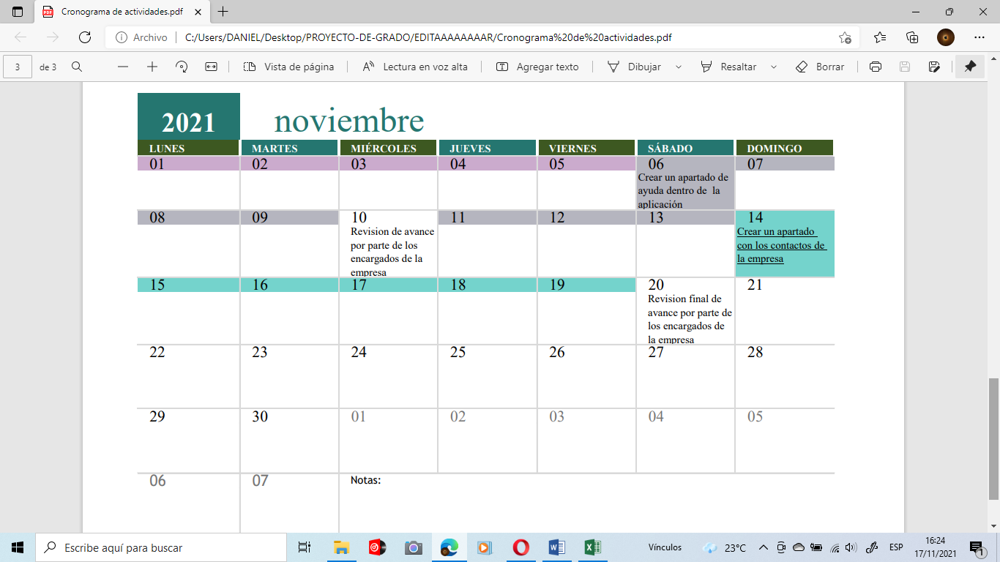 Cronograma de actividades.pdf
Archivo C:/Users/DANIEL/Desktop/PROYECTO-DE-GRADO/EDITAAAAAAAAR/Cronograma%20de%20actividades.pdf
3 de 3 Vista de página Lectura en voz alta Agregar texto Dibujar Resaltar Borrar
2021 noviembre
LUNES MARTES MIÉRCOLES JUEVES VIERNES SÁBADO DOMINGO
01 02 03 04 05 06 07
Crear un apartado de
ayuda dentro de la
aplicación
08 09 10 11 12 13 14
Revision de avance
por parte de los
encargados de la
empresa
Crear un apartado
con los contactos de
la empresa
15 16 17 18 19 20 21
Revision final de
avance por parte de
los encargados de
la empresa
22 23 24 25 26 27 28
29 30 01 02 03 04 05
06 07 Notas:
Escribe aquí para buscar
Vínculos 23°C ESP
16:24
17/11/2021
1